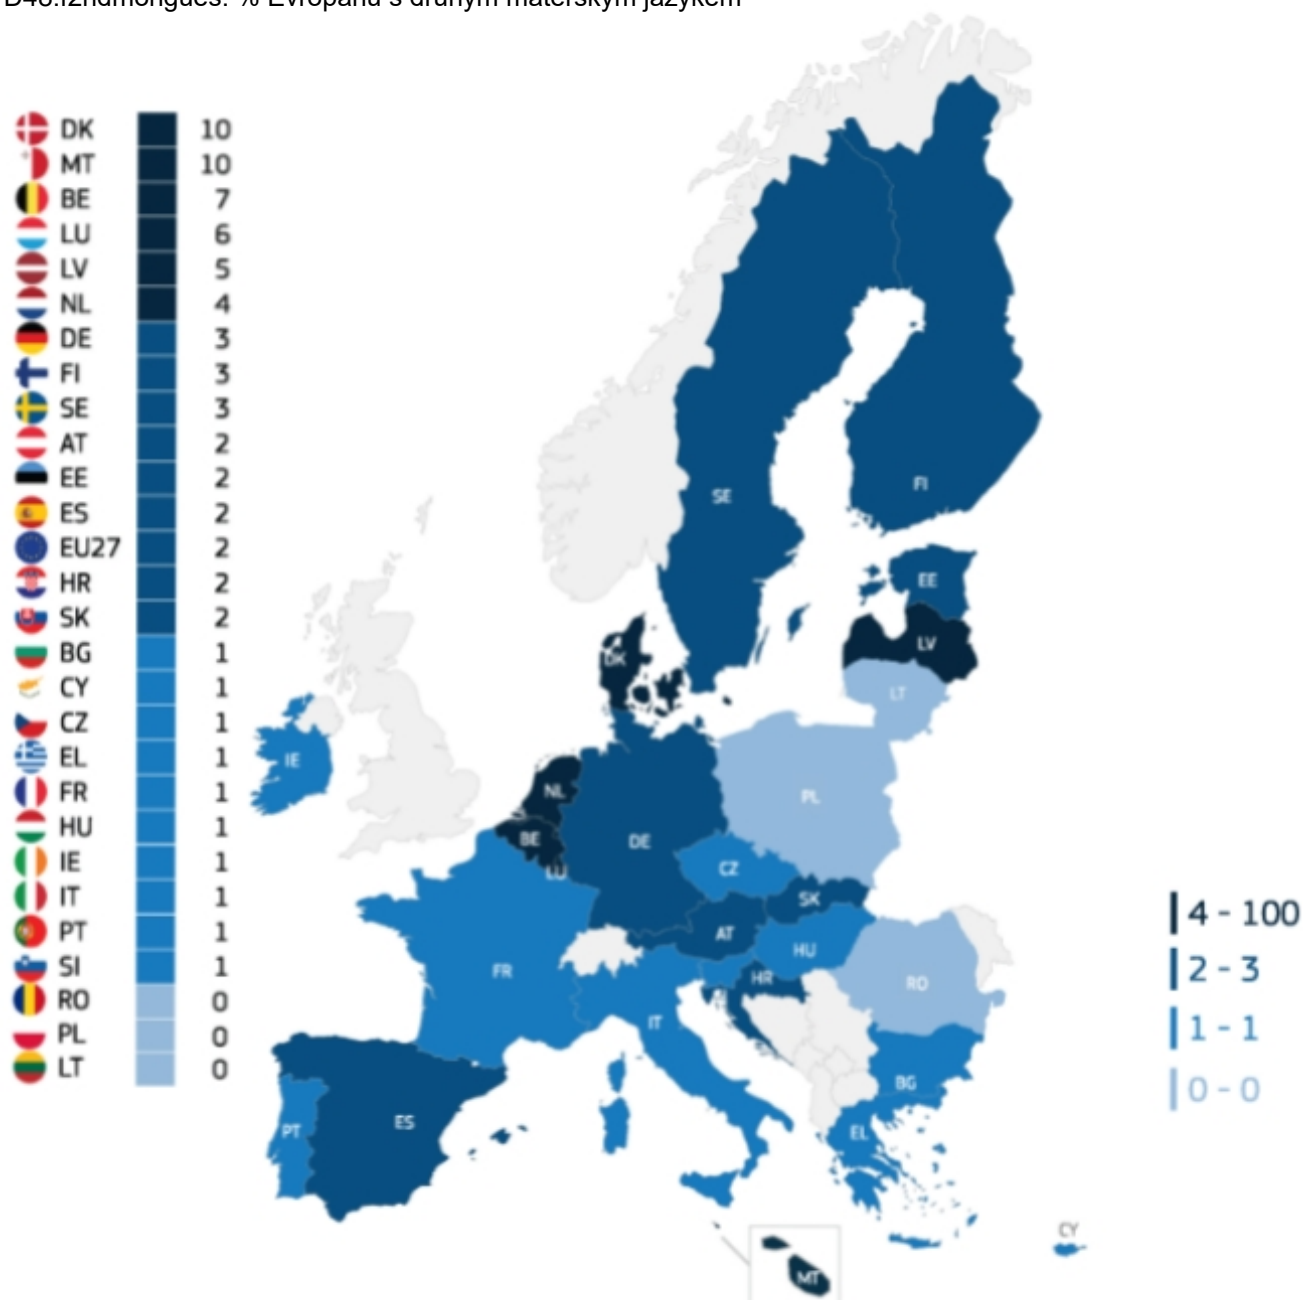 DK 10
MT 10
BE 7
LU 6
LV 5
NL 4
DE 3
FI 3
SE 3
AT 2
EE 2
ES 2
EU27 2
HR 2
SK 2
BG 1
CY 1
CZ 1
EL 1
FR 1
HU 1
IE 1
IT 1
PT 1
SI 1
RO 0
PL 0
LT 0
SE
FI
EE
LV
LT
DK
IE
NL
PL
BE
DE
LU
CZ
SK
AT
HU
FR
HR
RO
IT
BG
ES
PT
EL
CY
MT
4 - 100
2 - 3
1 - 1
0 - 0